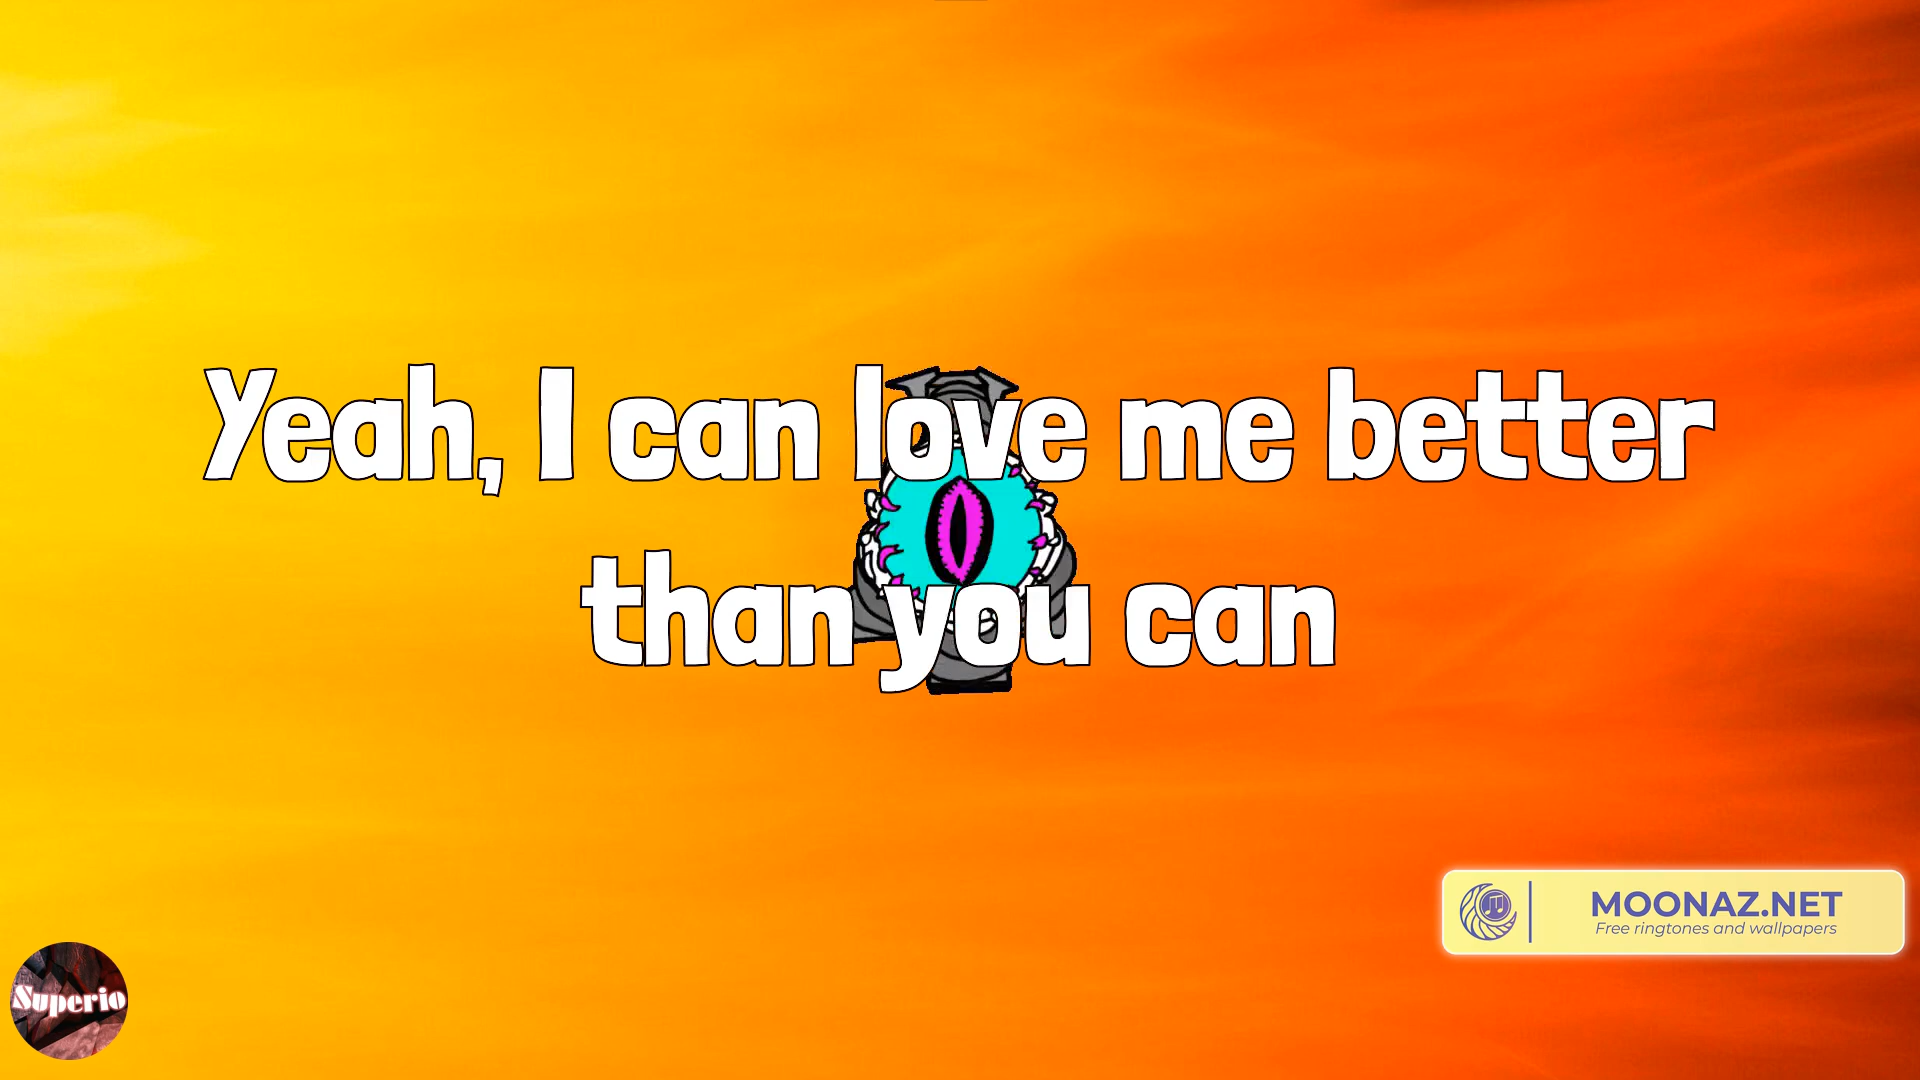 Yeah, I can love me better
than you can
MOONAZ.NET
Free ringtones and wallpapers
Superio